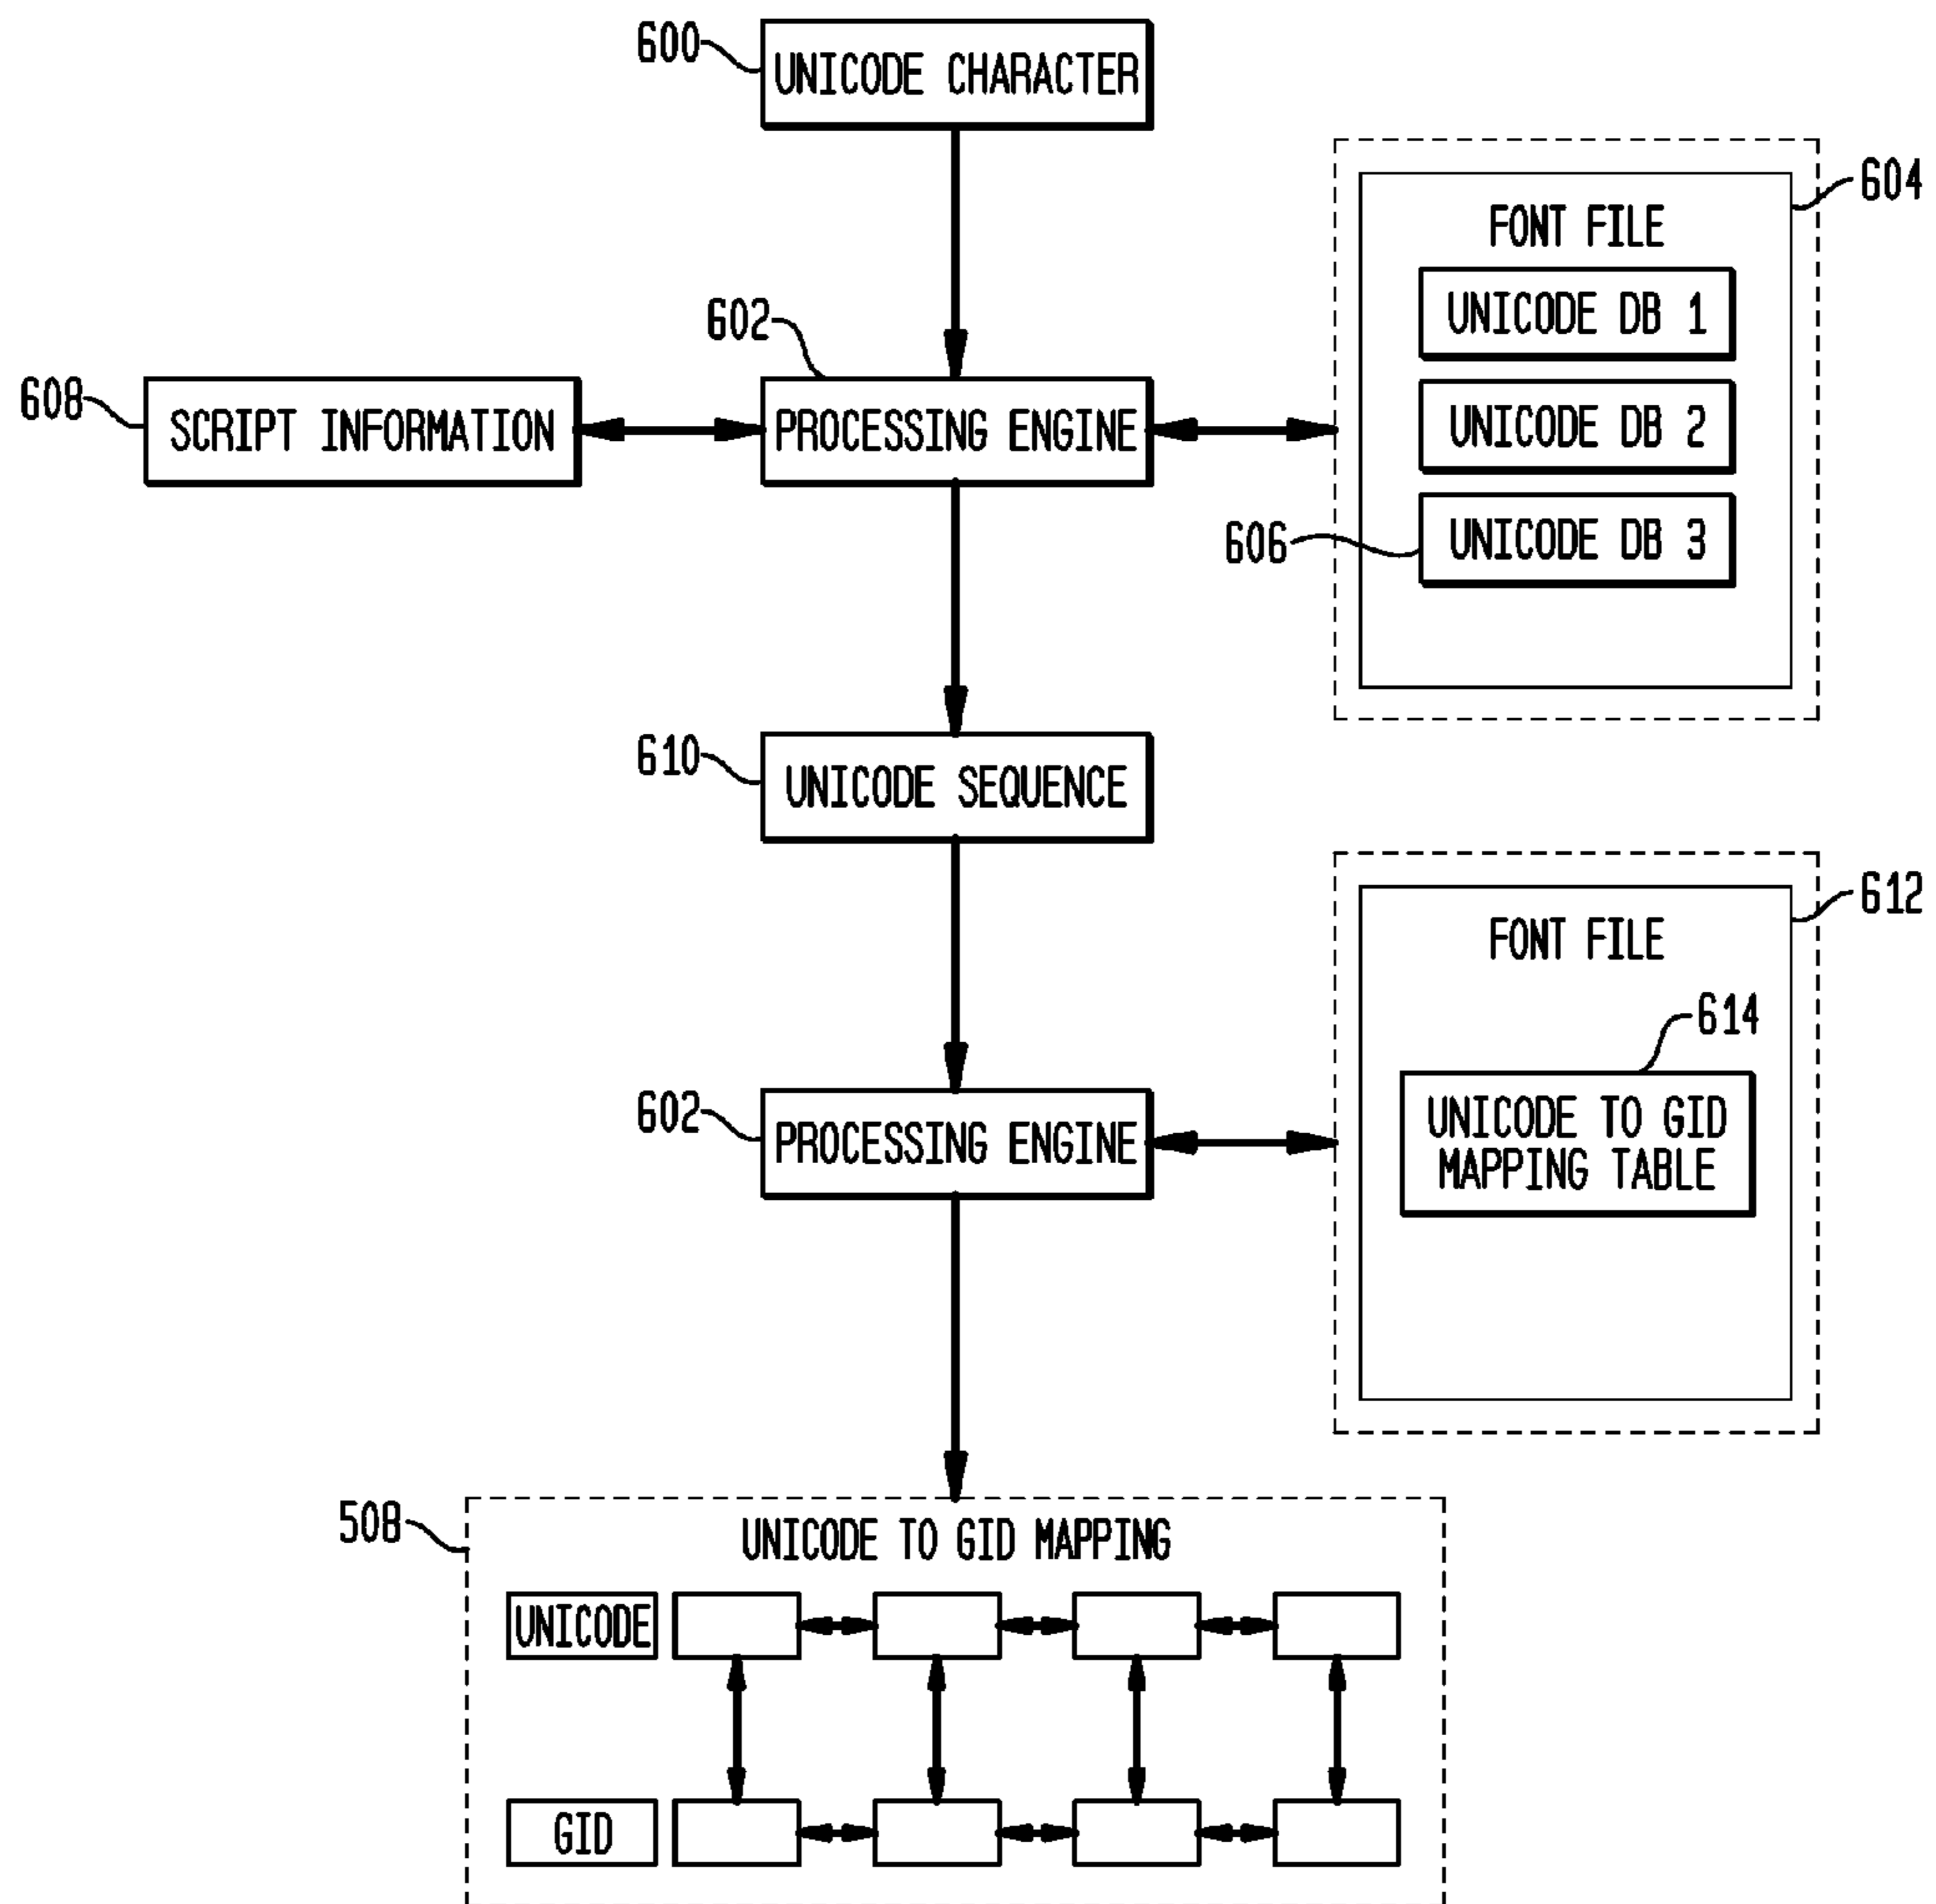 600
UNICODE CHARACTER
604
FONT FILE
UNICODE DB 1
602
608
SCRIPT INFORMATION
PROCESSING ENGINE
UNICODE DB 2
606
UNICODE DB 3
610
UNICODE SEQUENCE
612
FONT FILE
614
602
PROCESSING ENGINE
UNICODE TO GID
MAPPING TABLE
508
UNICODE TO GID MAPPING
UNICODE
GID